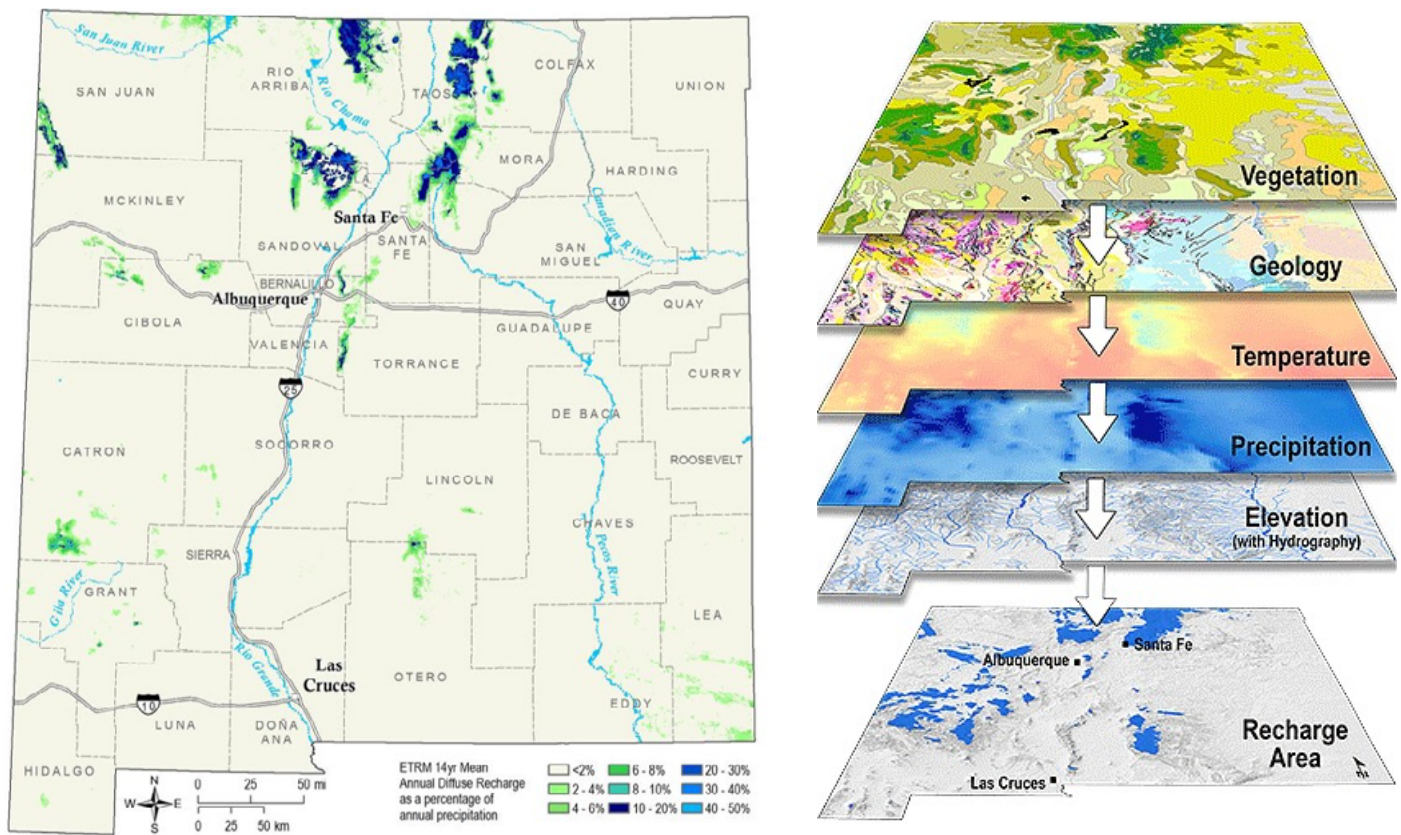 San Juan River
SAN JUAN
RIO
ARRIBA
Rio Chama
TAOS
COLFAX
UNION
MORA
HARDING
L.A.
MCKINLEY
Santa Fe
SANDOVAL
SANTA
FE
SAN
MIGUEL
Canadian River
BERNALILLO
Albuquerque
40
QUAY
CIBOLA
GUADALUPE
VALENCIA
TORRANCE
CURRY
25
DE BACA
SOCORRO
CATRON
ROOSEVELT
LINCOLN
CHAVES
Pecos River
SIERRA
Gila River
GRANT
LEA
Rio Grande
Las
Cruces
OTERO
EDDY
10
LUNA
DOÑA
ANA
HIDALGO
N
W E
S
0 25 50 mi
0 25 50 km
ETRM 14yr Mean
Annual Diffuse Recharge
as a percentage of
annual precipitation
<2% 6 - 8% 20 - 30%
2 - 4% 8 - 10% 30 - 40%
4 - 6% 10 - 20% 40 - 50%
Vegetation
Geology
Temperature
Precipitation
Elevation
(with Hydrography)
Santa Fe
Albuquerque
Recharge
Area
Las Cruces
N